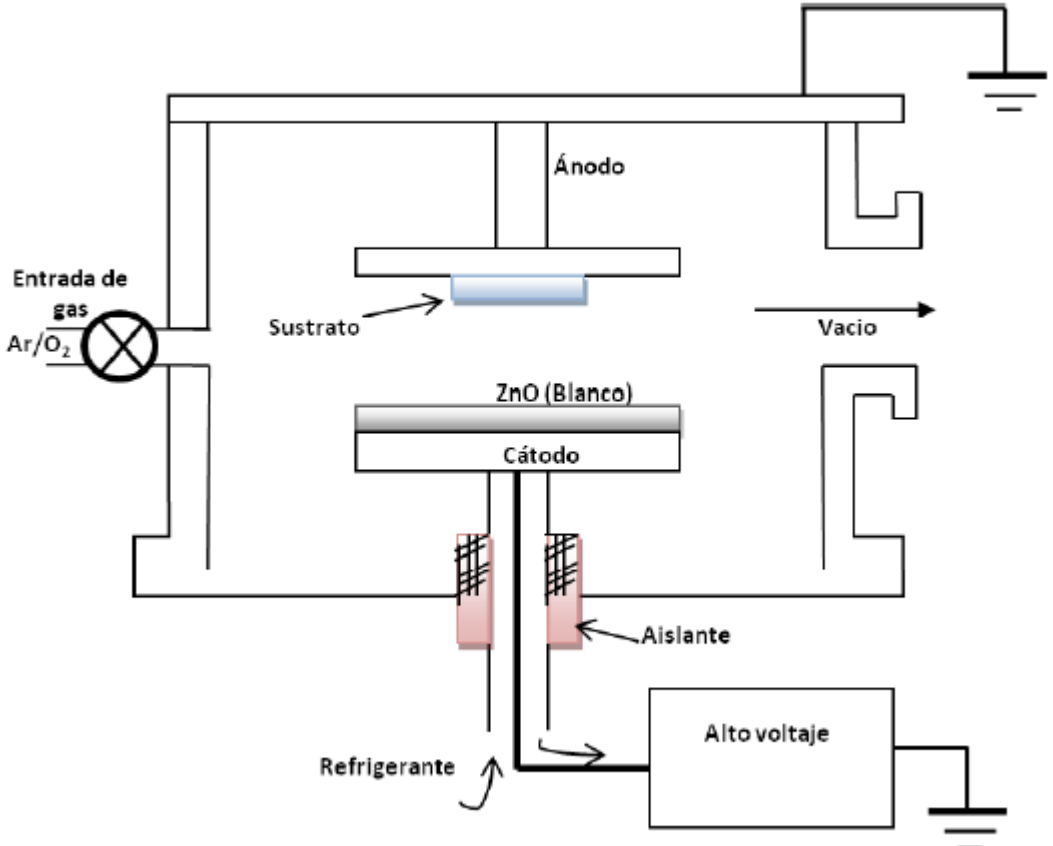 Ánodo
Entrada de
gas
Ar/O₂
Sustrato
Vacio
ZnO (Blanco)
Cátodo
Aislante
Alto voltaje
Refrigerante